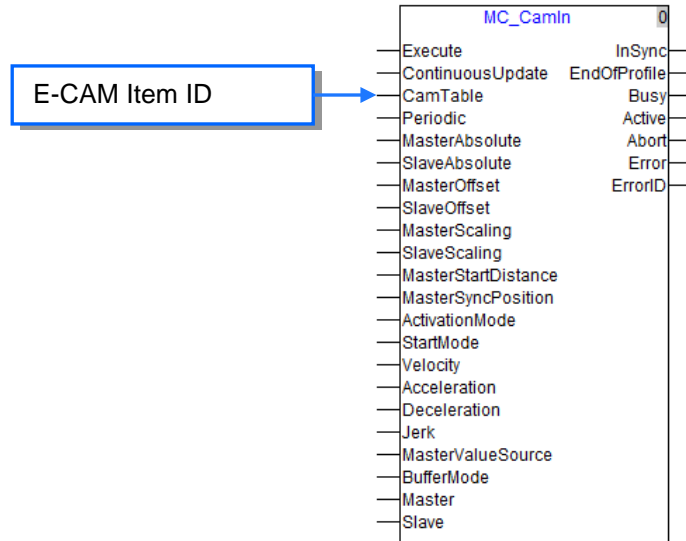 MC_CamIn 0
Execute InSync
ContinuousUpdate EndOfProfile
E-CAM Item ID CamTable Busy
Periodic Active
MasterAbsolute Abort
SlaveAbsolute Error
MasterOffset ErrorID
SlaveOffset
MasterScaling
SlaveScaling
MasterStartDistance
MasterSyncPosition
ActivationMode
StartMode
Velocity
Acceleration
Deceleration
Jerk
MasterValueSource
BufferMode
Master
Slave